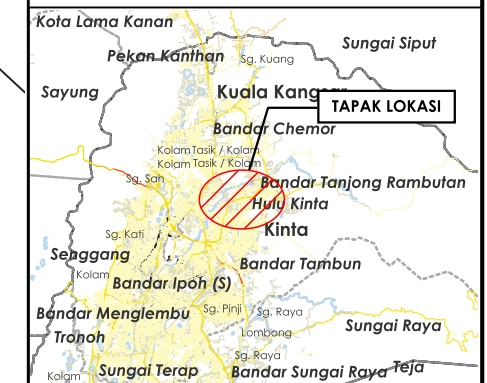 Kota Lama Kanan
Sungai Siput
Pekan Kanthan
Sg. Kuang
Sayung
Kuala Kangsar
TAPAK LOKASI
Bandar Chemor
Kolam Tasik / Kolam
Kolam Tasik / Kolam
Sg. Sah
Bandar Tanjong Rambutan
Hulu Kinta
Kinta
Sg. Kati
Senggang
Bandar Tambun
Kolam
Bandar Ipoh (S)
Bandar Menglembu
Sg. Pinji
Sg. Raya
Sungai Raya
Tronoh
Lombong
Sg. Raya
Sungai Terap
Bandar Sungai Raya
Teja
Kolam